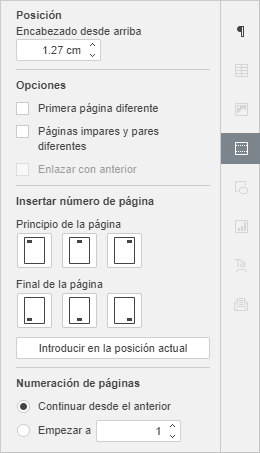 Posición
Encabezado desde arriba
1.27 cm
Opciones
Primera página diferente
Páginas impares y pares
diferentes
Enlazar con anterior
Insertar número de página
Principio de la página
Final de la página
Introducir en la posición actual
Numeración de páginas
Continuar desde el anterior
Empezar a 1